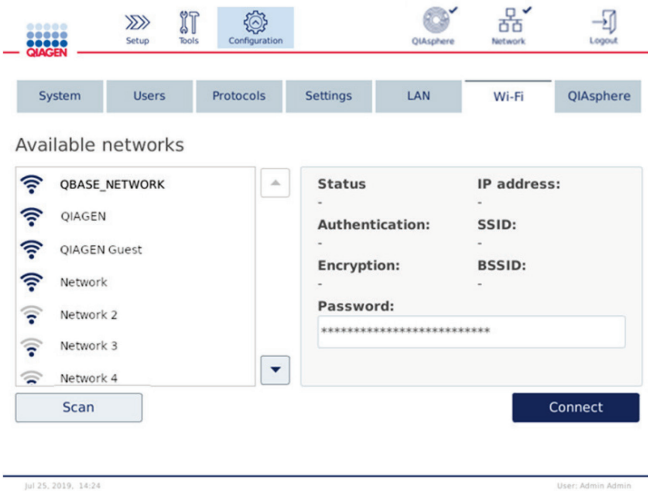 QIAGEN
Setup
Tools
Configuration
QIAsphere
Network
Logout
System
Users
Protocols
Settings
LAN
Wi-Fi
QIAsphere
Available networks
QBASE_NETWORK
QIAGEN
QIAGEN Guest
Network
Network 2
Network 3
Network 4
Status
-
Authentication:
-
Encryption:
-
IP address:
-
SSID:
-
BSSID:
-
Password:
**************************
Scan
Connect
Jul 25, 2019, 14:24
User: Admin Admin